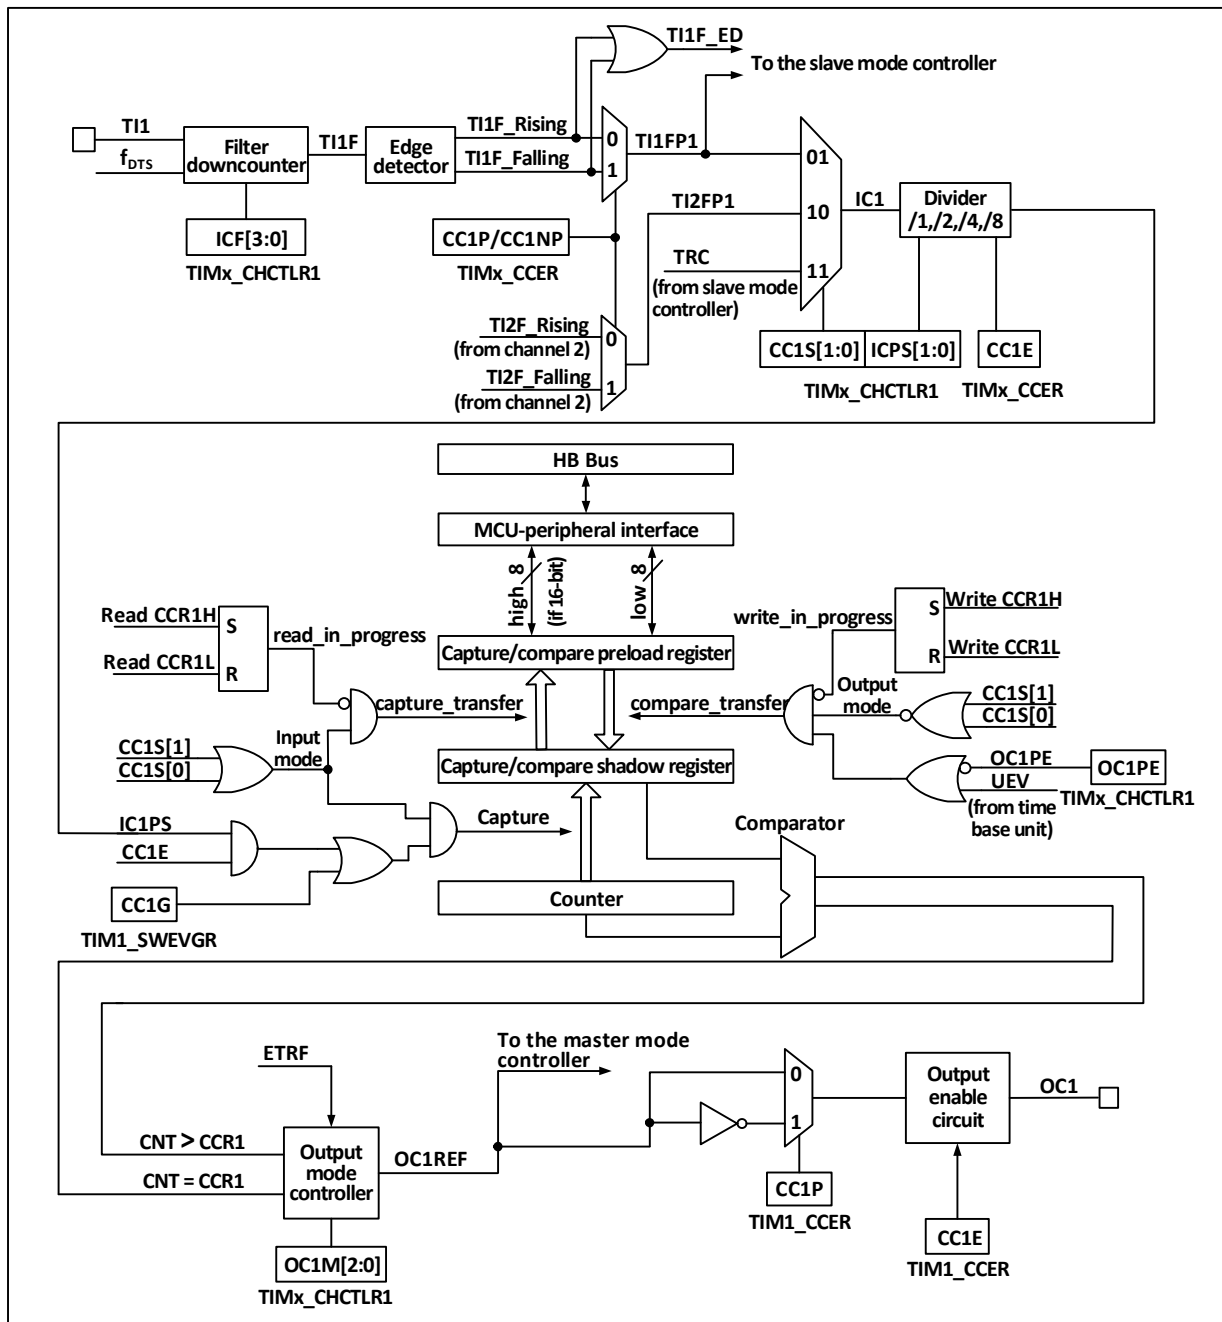 TI1F_ED
To the slave mode controller
TI1
f_DTS
Filter
downcounter
TI1F
Edge
detector
TI1F_Rising
TI1F_Falling
0
1
TI1FP1
01
TI2FP1
10
TRC
(from slave mode
controller)
11
IC1
Divider
/1,/2,/4,/8
ICF[3:0]
TIMx_CHCTLR1
CC1P/CC1NP
TIMx_CCER
TI2F_Rising
(from channel 2)
TI2F_Falling
(from channel 2)
0
1
CC1S[1:0]
ICPS[1:0]
CC1E
TIMx_CHCTLR1
TIMx_CCER
HB Bus
MCU-peripheral interface
high 8
(if 16-bit)
low 8
Read CCR1H
Read CCR1L
S
R
read_in_progress
Capture/compare preload register
write_in_progress
S
R
Write CCR1H
Write CCR1L
capture_transfer
compare_transfer
Output
mode
CC1S[1]
CC1S[0]
CC1S[1]
CC1S[0]
Input
mode
Capture/compare shadow register
OC1PE
UEV
(from time
base unit)
OC1PE
TIMx_CHCTLR1
IC1PS
CC1E
CC1G
TIM1_SWEVGR
Capture
Counter
Comparator
ETRF
CNT > CCR1
CNT = CCR1
Output
mode
controller
OC1M[2:0]
TIMx_CHCTLR1
OC1REF
To the master mode
controller
0
1
CC1P
TIM1_CCER
Output
enable
circuit
OC1
CC1E
TIM1_CCER